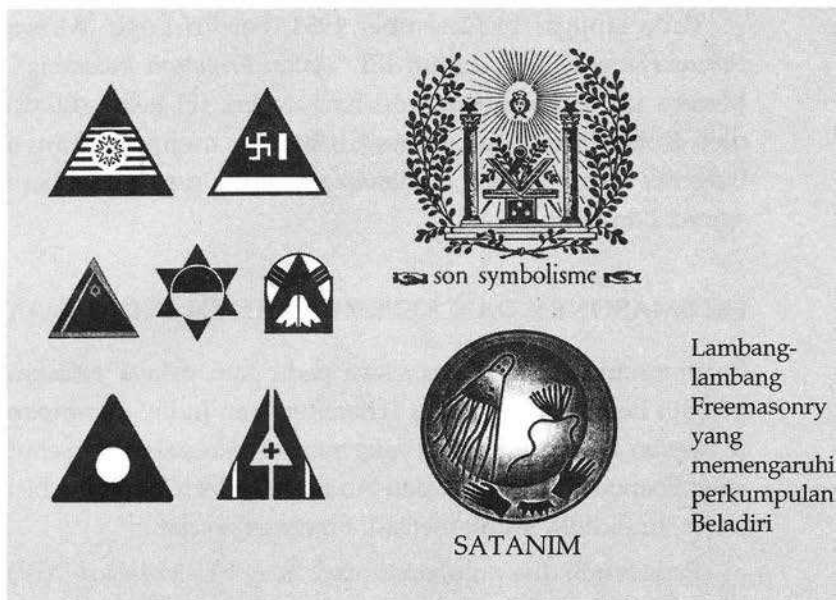 son symbolisme
SATANIM
Lambang-
lambang
Freemasonry
yang
memengaruhi
perkumpulan
Beladiri